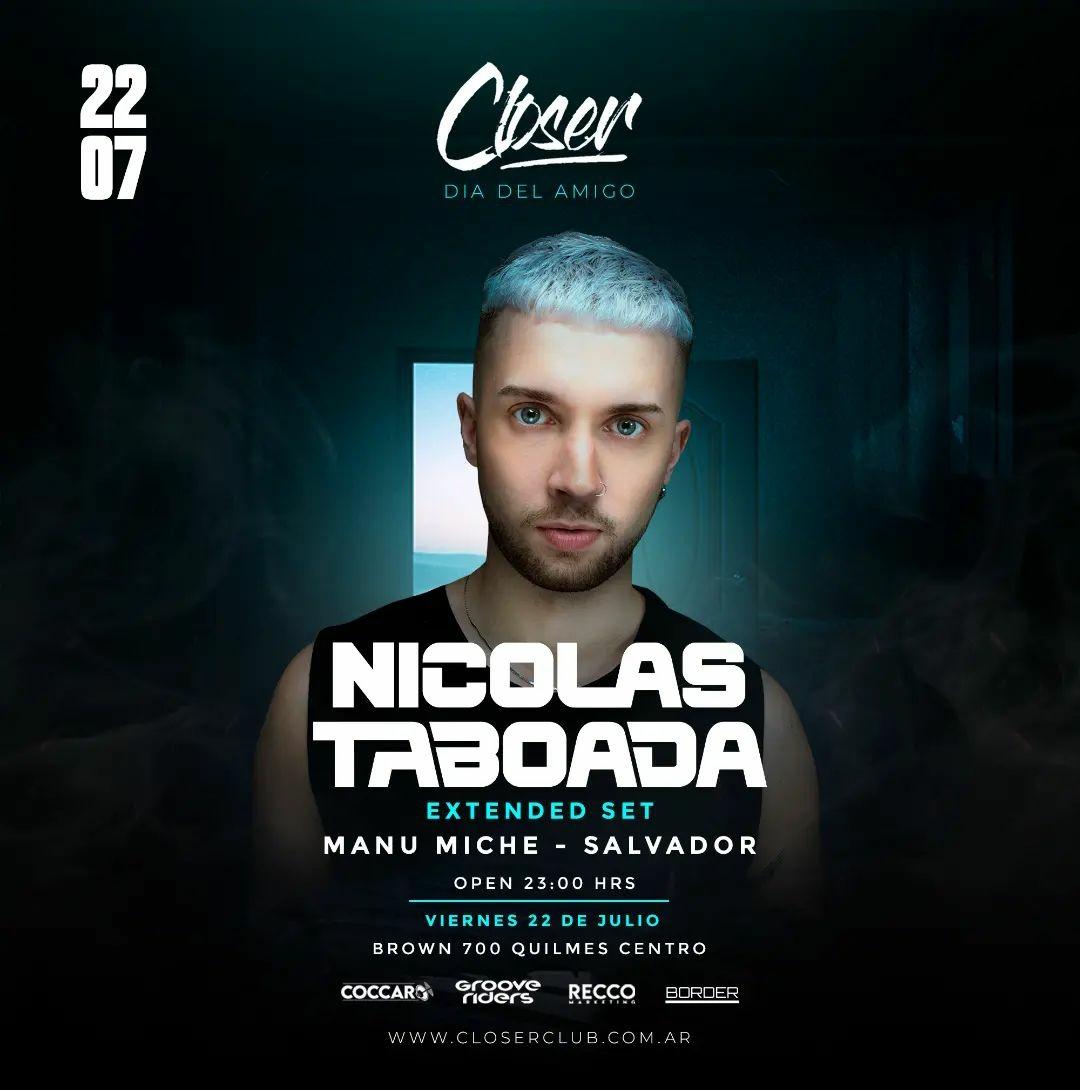 22
07
Closer
DIA DEL AMIGO
NICOLAS
TABOADA
EXTENDED SET
MANU MICHE - SALVADOR
OPEN 23:00 HRS
VIERNES 22 DE JULIO
BROWN 700 QUILMES CENTRO
COCCARO GROOVE riders RECCO MARKETING BORDER
WWW.CLOSERCLUB.COM.AR